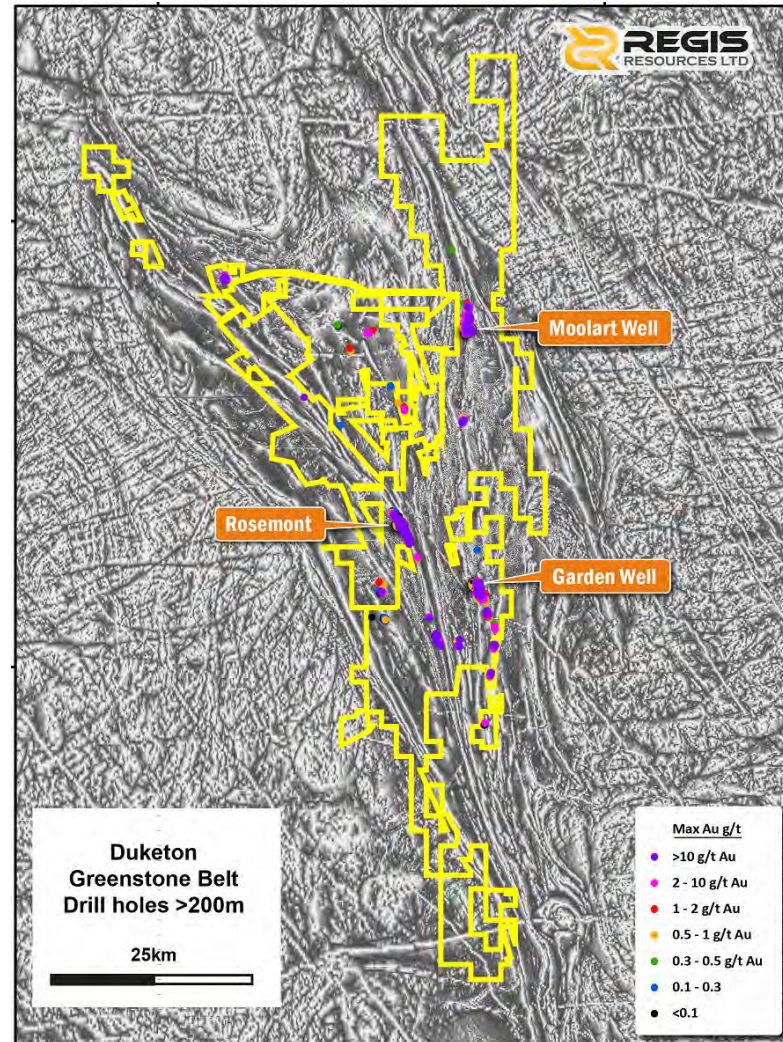 REGIS
RESOURCES LTD
Moolart Well
Rosemont
Garden Well
Duketon
Greenstone Belt
Drill holes >200m
25km
Max Au g/t
>10 g/t Au
2 - 10 g/t Au
1 - 2 g/t Au
0.5 - 1 g/t Au
0.3 - 0.5 g/t Au
0.1 - 0.3
<0.1